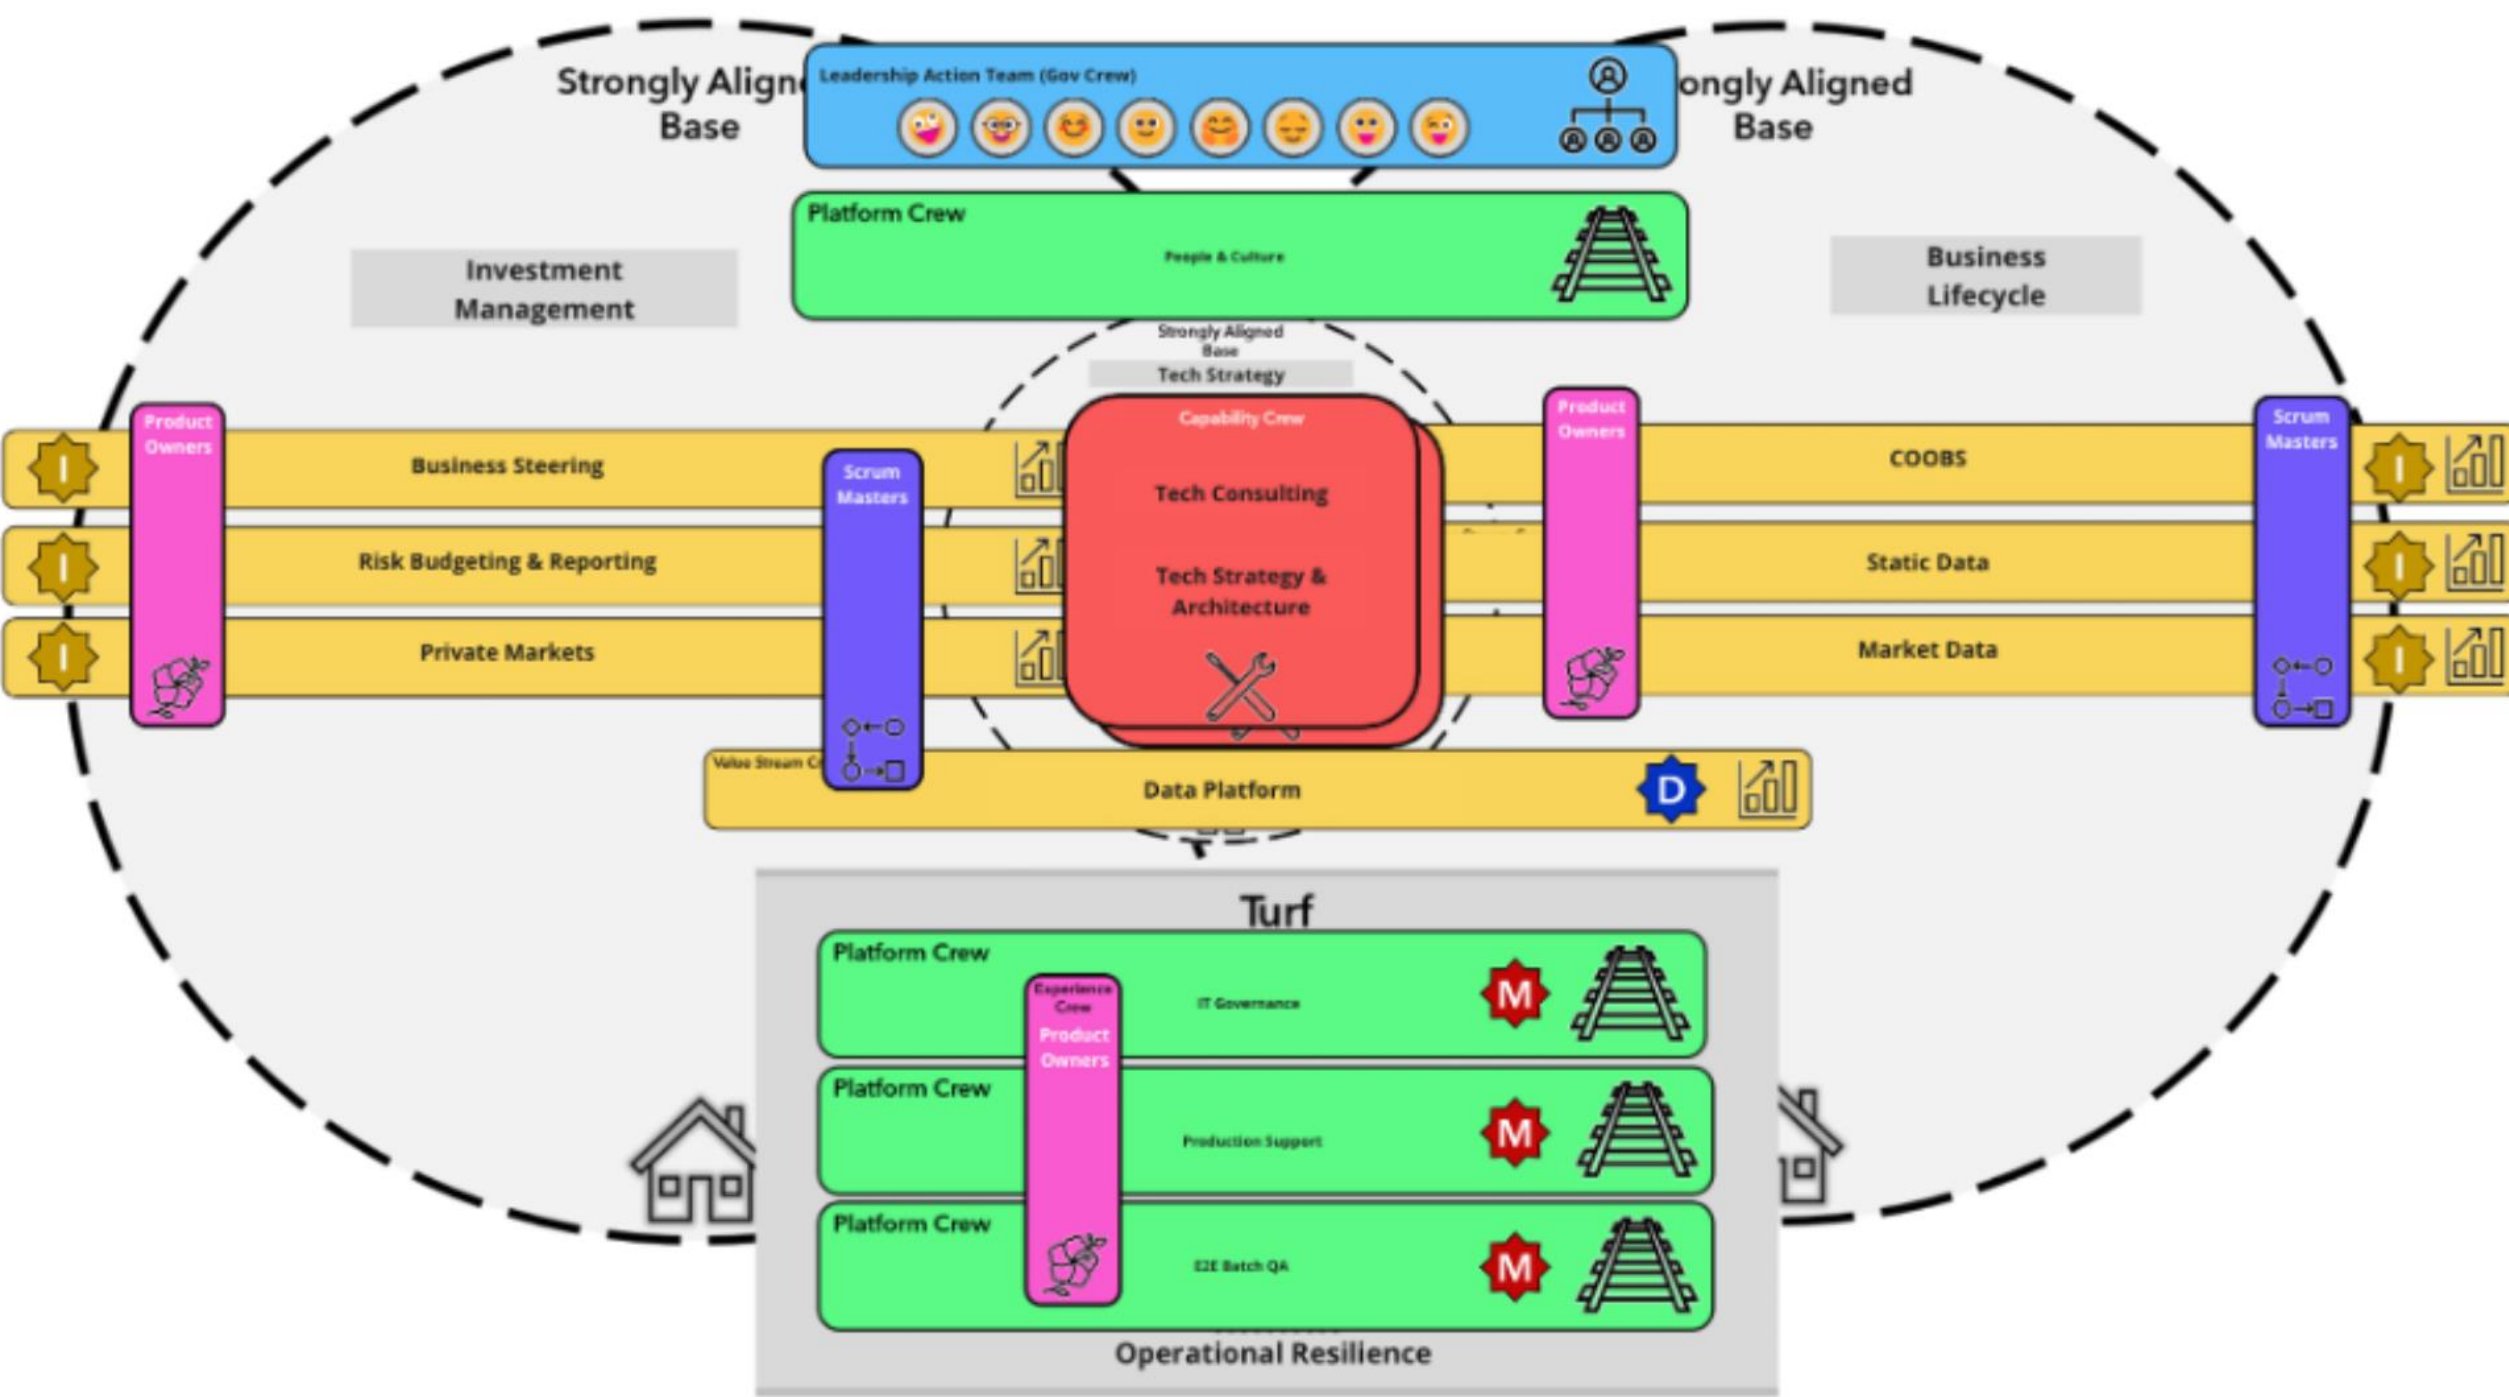 Strongly Aligne
Base
Leadership Action Team (Gov Crew)
ongly Aligned
Base
Platform Crew
People & Culture
Investment
Management
Business
Lifecycle
Strongly Aligned
Base
Tech Strategy
Product
Owners
Business Steering
Risk Budgeting & Reporting
Private Markets
I
I
I
Scrum
Masters
Capability Crew
Tech Consulting
Tech Strategy &
Architecture
Product
Owners
COOBS
Static Data
Market Data
Scrum
Masters
I
I
I
Value Stream C
Data Platform
D
Turf
Platform Crew
IT Governance
M
Experience
Crew
Product
Owners
Platform Crew
Production Support
M
Platform Crew
E2E Batch QA
M
Operational Resilience